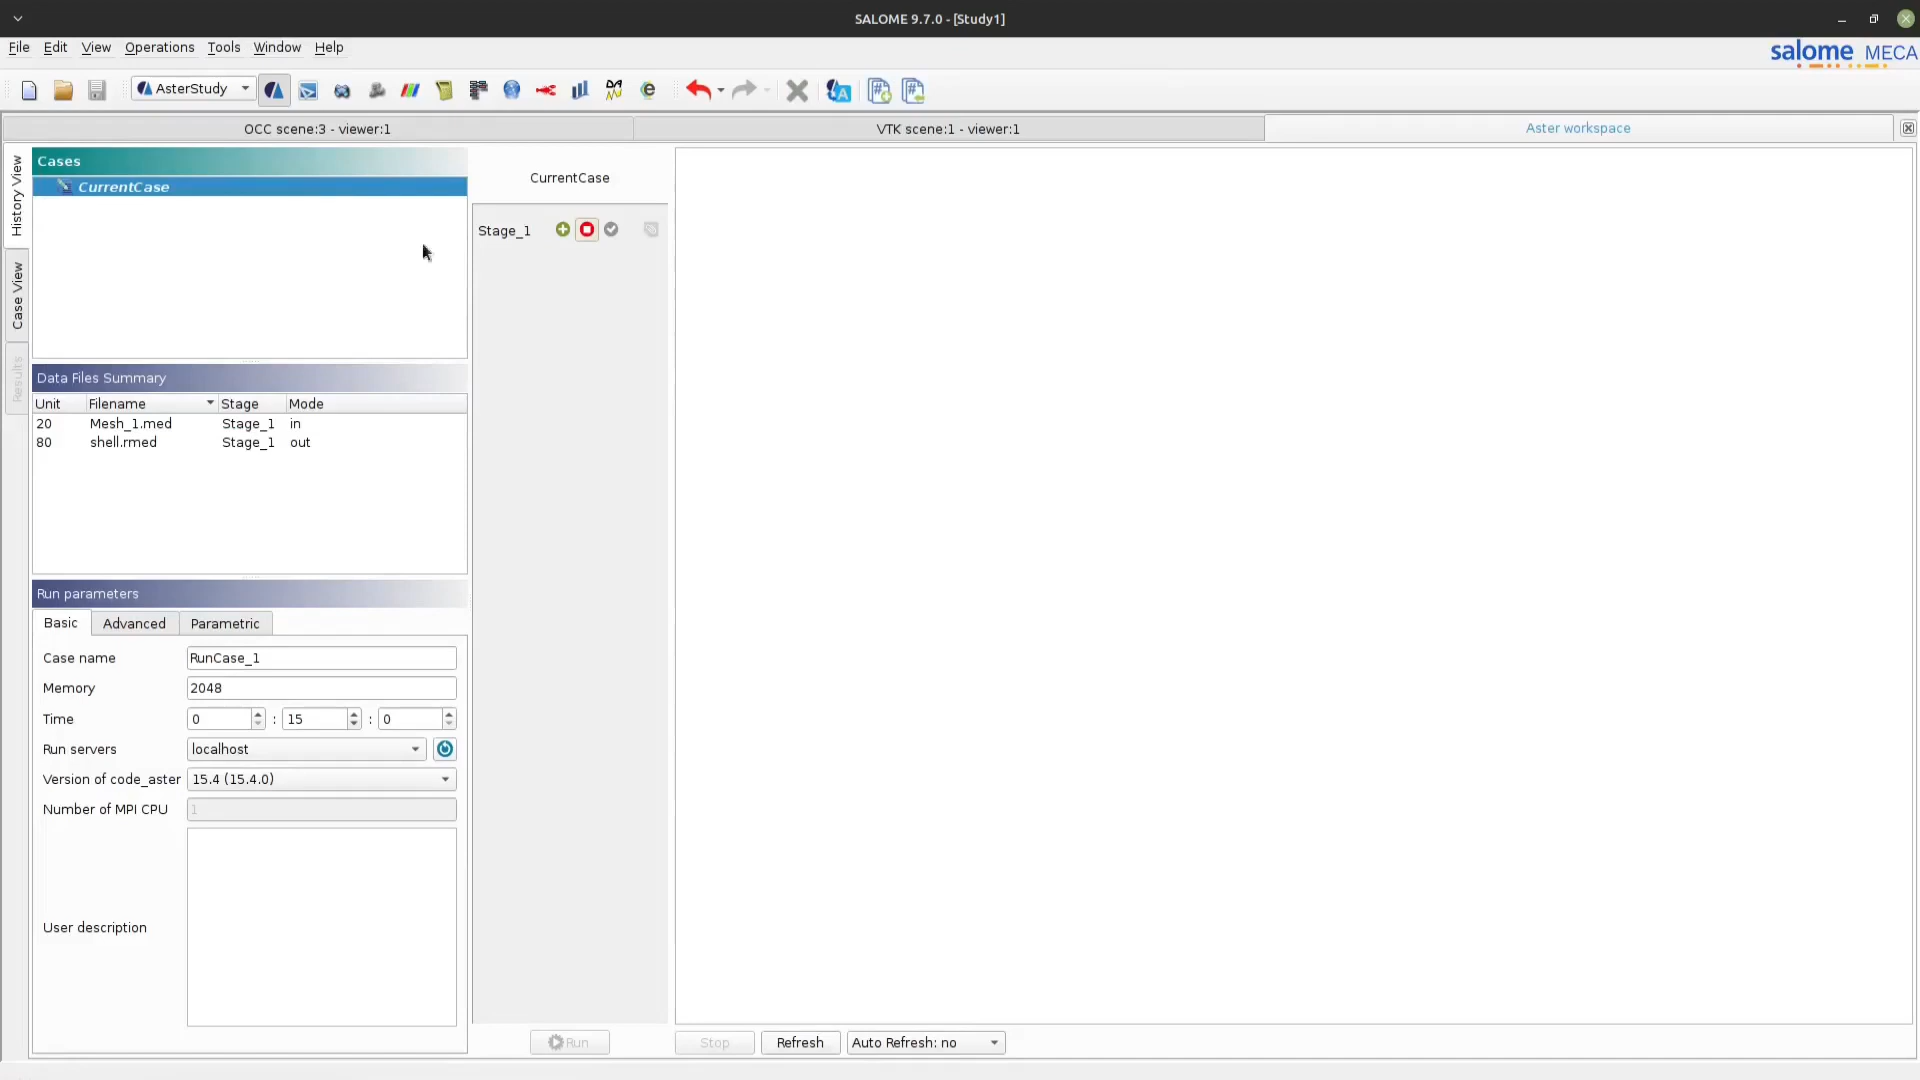 SALOME 9.7.0 - [Study1]
File Edit View Operations Tools Window Help
salome MECA
AsterStudy
OCC scene:3 - viewer:1
VTK scene:1 - viewer:1
Aster workspace
History View
Case View
Results
Cases
CurrentCase
CurrentCase
Stage_1
Data Files Summary
Unit Filename Stage Mode
20 Mesh_1.med Stage_1 in
80 shell.rmed Stage_1 out
Run parameters
Basic Advanced Parametric
Case name RunCase_1
Memory 2048
Time 0 : 15 : 0
Run servers localhost
Version of code_aster 15.4 (15.4.0)
Number of MPI CPU 1
User description
Run
Stop
Refresh
Auto Refresh: no